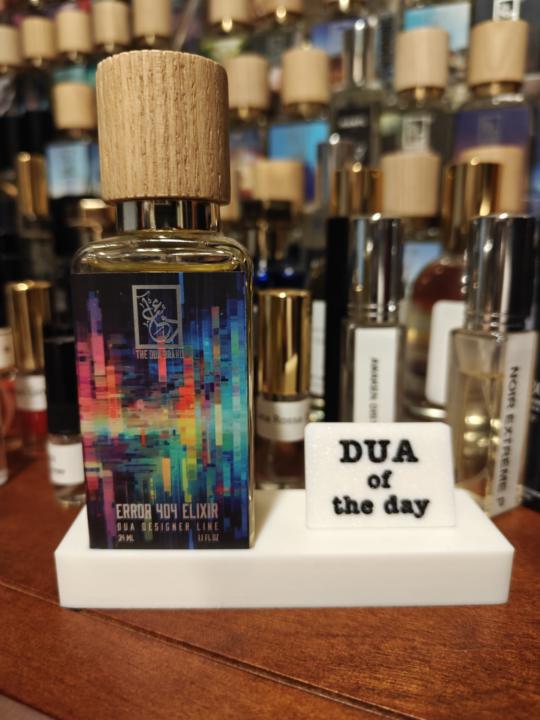 THE DUA BRAND
ERROR 404 ELIXIR
DUA DESIGNER LINE
34 ML 1.1 FL OZ
DUA
of
the day
NOIR EXTREME P